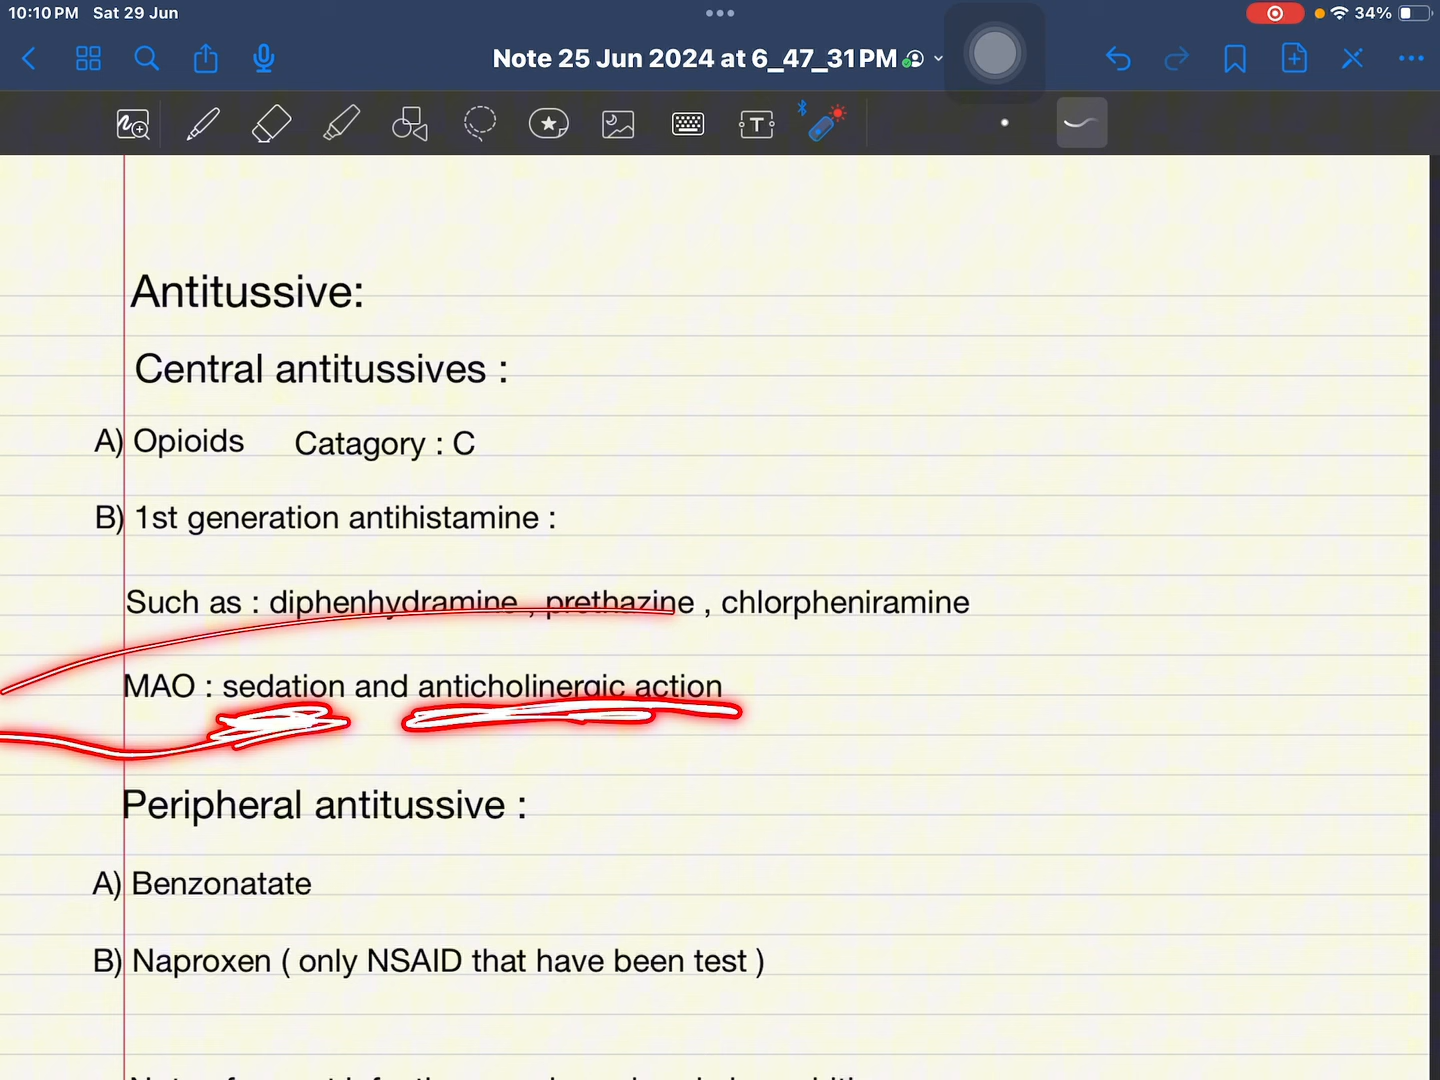 10:10 PM Sat 29 Jun
34%
Note 25 Jun 2024 at 6_47_31 PM
T
Antitussive:
Central antitussives :
A) Opioids Catagory : C
B) 1st generation antihistamine :
Such as : diphenhydramine , prethazine , chlorpheniramine
MAO : sedation and anticholinergic action
Peripheral antitussive :
A) Benzonatate
B) Naproxen ( only NSAID that have been test )